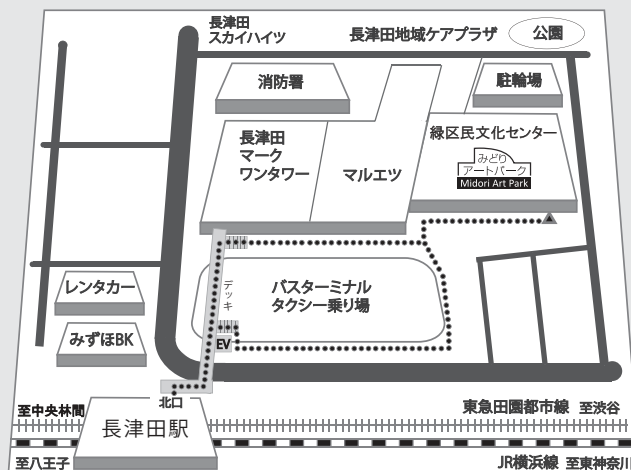 長津田
スカイハイツ
長津田地域ケアプラザ
公園
消防署
駐輪場
長津田
マーク
ワンタワー
マルエツ
緑区民文化センター
みどり
アートパーク
Midori Art Park
デッキ
バスターミナル
タクシー乗り場
レンタカー
みずほBK
EV
北口
至中央林間
東急田園都市線 至渋谷
長津田駅
至八王子
JR横浜線 至東神奈川